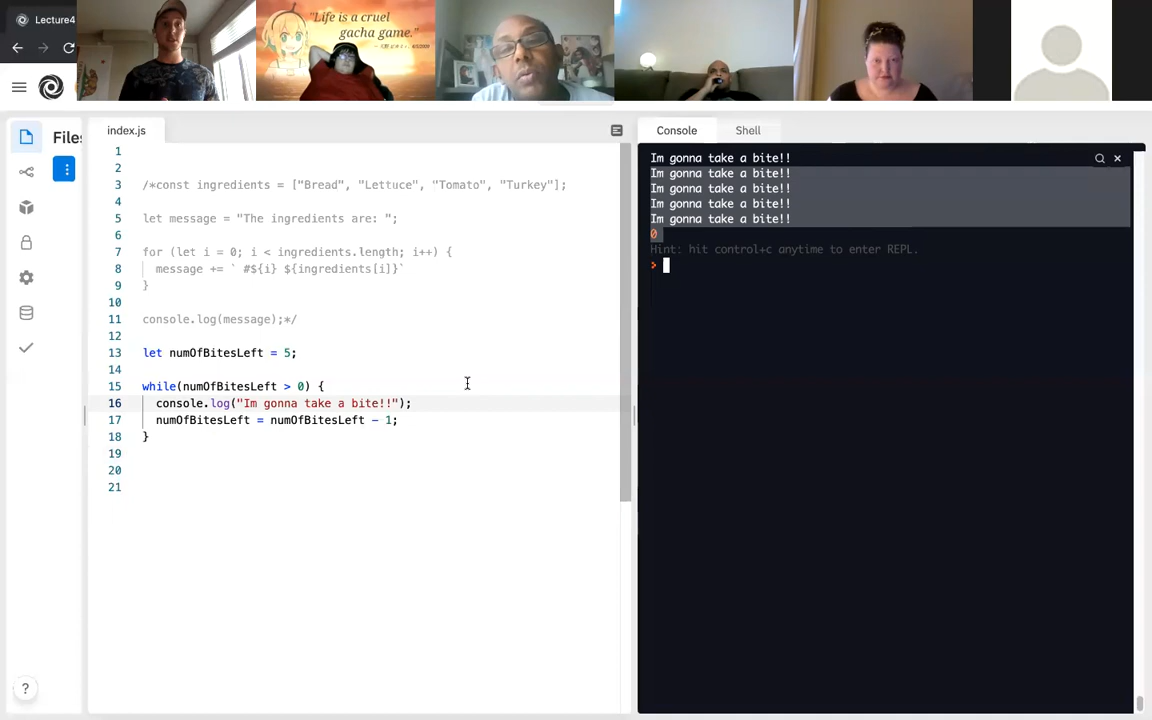 Lecture4
"Life is a cruel
gacha game."
Files
index.js
Console
Shell
1
2
3 /*const ingredients = ["Bread", "Lettuce", "Tomato", "Turkey"];
4
5 let message = "The ingredients are: ";
6
7 for (let i = 0; i < ingredients.length; i++) {
8 message += ` #${i} ${ingredients[i]}`
9 }
10
11 console.log(message);*/
12
13 let numOfBitesLeft = 5;
14
15 while(numOfBitesLeft > 0) {
16 console.log("Im gonna take a bite!!");
17 numOfBitesLeft = numOfBitesLeft - 1;
18 }
19
20
21
Im gonna take a bite!!
Im gonna take a bite!!
Im gonna take a bite!!
Im gonna take a bite!!
Im gonna take a bite!!
0
Hint: hit control+c anytime to enter REPL.
>
?